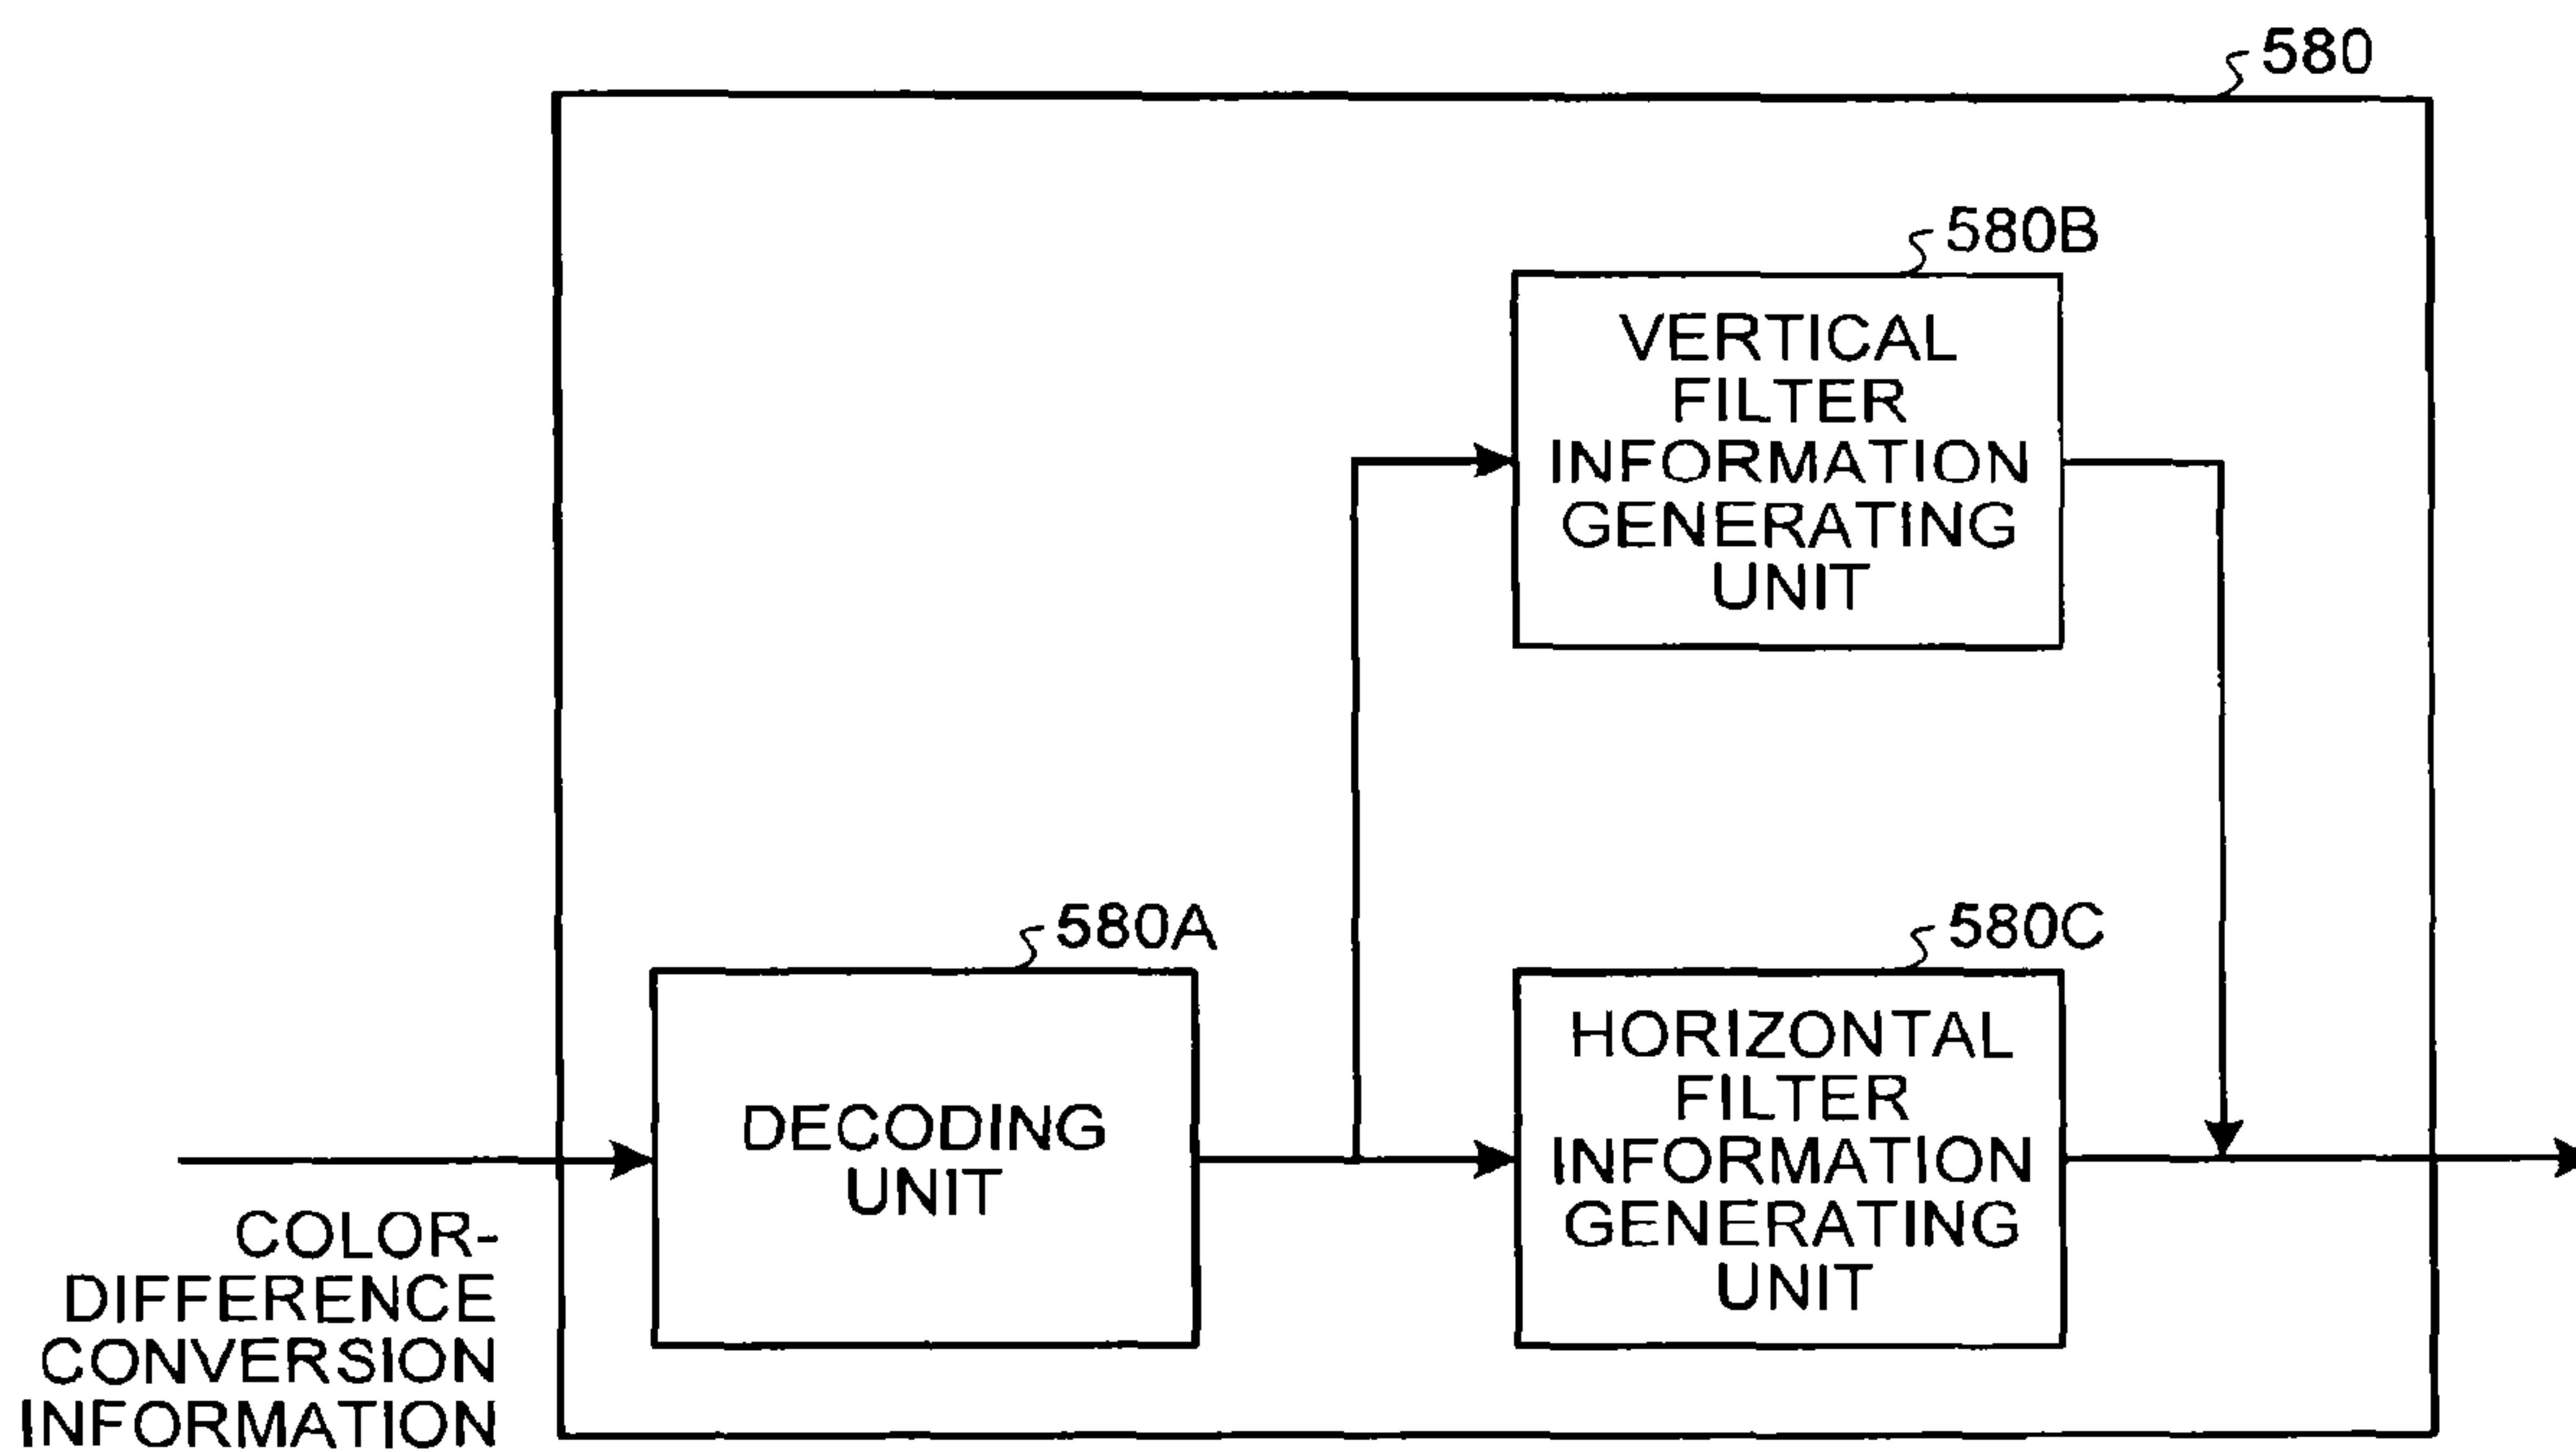 580
580B
VERTICAL
FILTER
INFORMATION
GENERATING
UNIT
580A
DECODING
UNIT
580C
HORIZONTAL
FILTER
INFORMATION
GENERATING
UNIT
COLOR-
DIFFERENCE
CONVERSION
INFORMATION